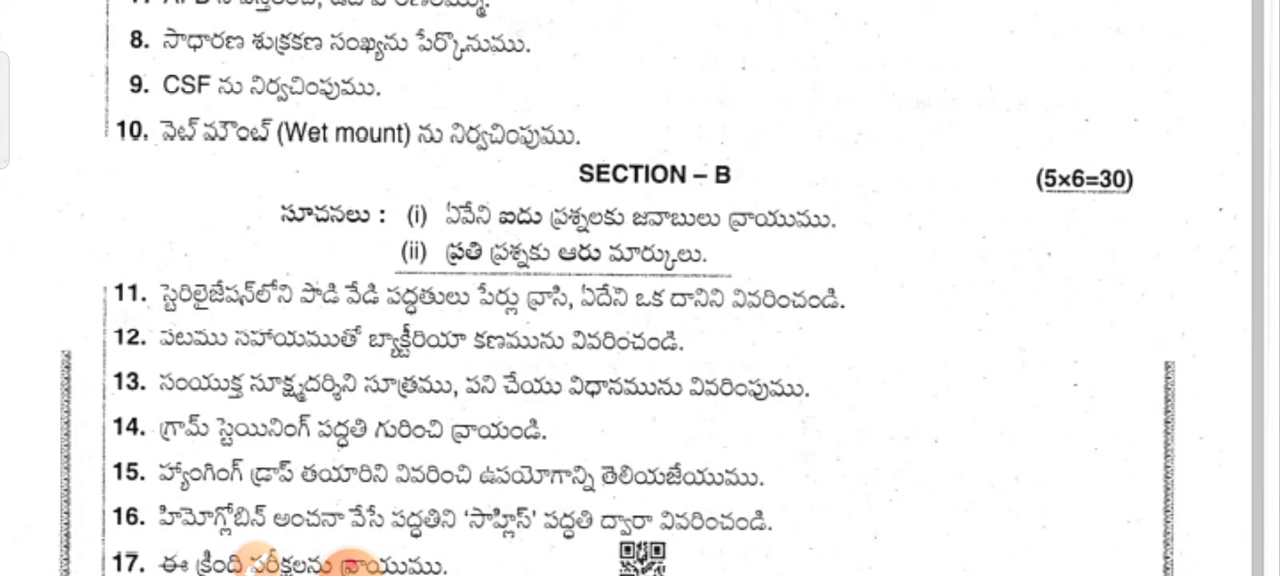 8. సాధారణ శుక్రకణ సంఖ్యను పేర్కొనుము.
9. CSF ను నిర్వచింపుము.
10. వెట్ మౌంట్ (Wet mount) ను నిర్వచింపుము.
SECTION – B (5×6=30)
సూచనలు : (i) ఏవేని ఐదు ప్రశ్నలకు జవాబులు వ్రాయుము.
(ii) ప్రతి ప్రశ్నకు ఆరు మార్కులు.
11. స్టెరిలైజేషన్‌లోని పొడి వేడి పద్ధతులు పేర్లు వ్రాసి, ఏదేని ఒక దానిని వివరించండి.
12. పటము సహాయముతో బ్యాక్టీరియా కణమును వివరించండి.
13. సంయుక్త సూక్ష్మదర్శిని సూత్రము, పని చేయు విధానమును వివరింపుము.
14. గ్రామ్ స్టెయినింగ్ పద్ధతి గురించి వ్రాయండి.
15. హ్యాంగింగ్ డ్రాప్ తయారిని వివరించి ఉపయోగాన్ని తెలియజేయుము.
16. హిమోగ్లోబిన్ అంచనా వేసే పద్ధతిని ‘సాహ్లిస్’ పద్ధతి ద్వారా వివరించండి.
17. ఈ క్రింది పరీక్షలను వ్రాయుము.